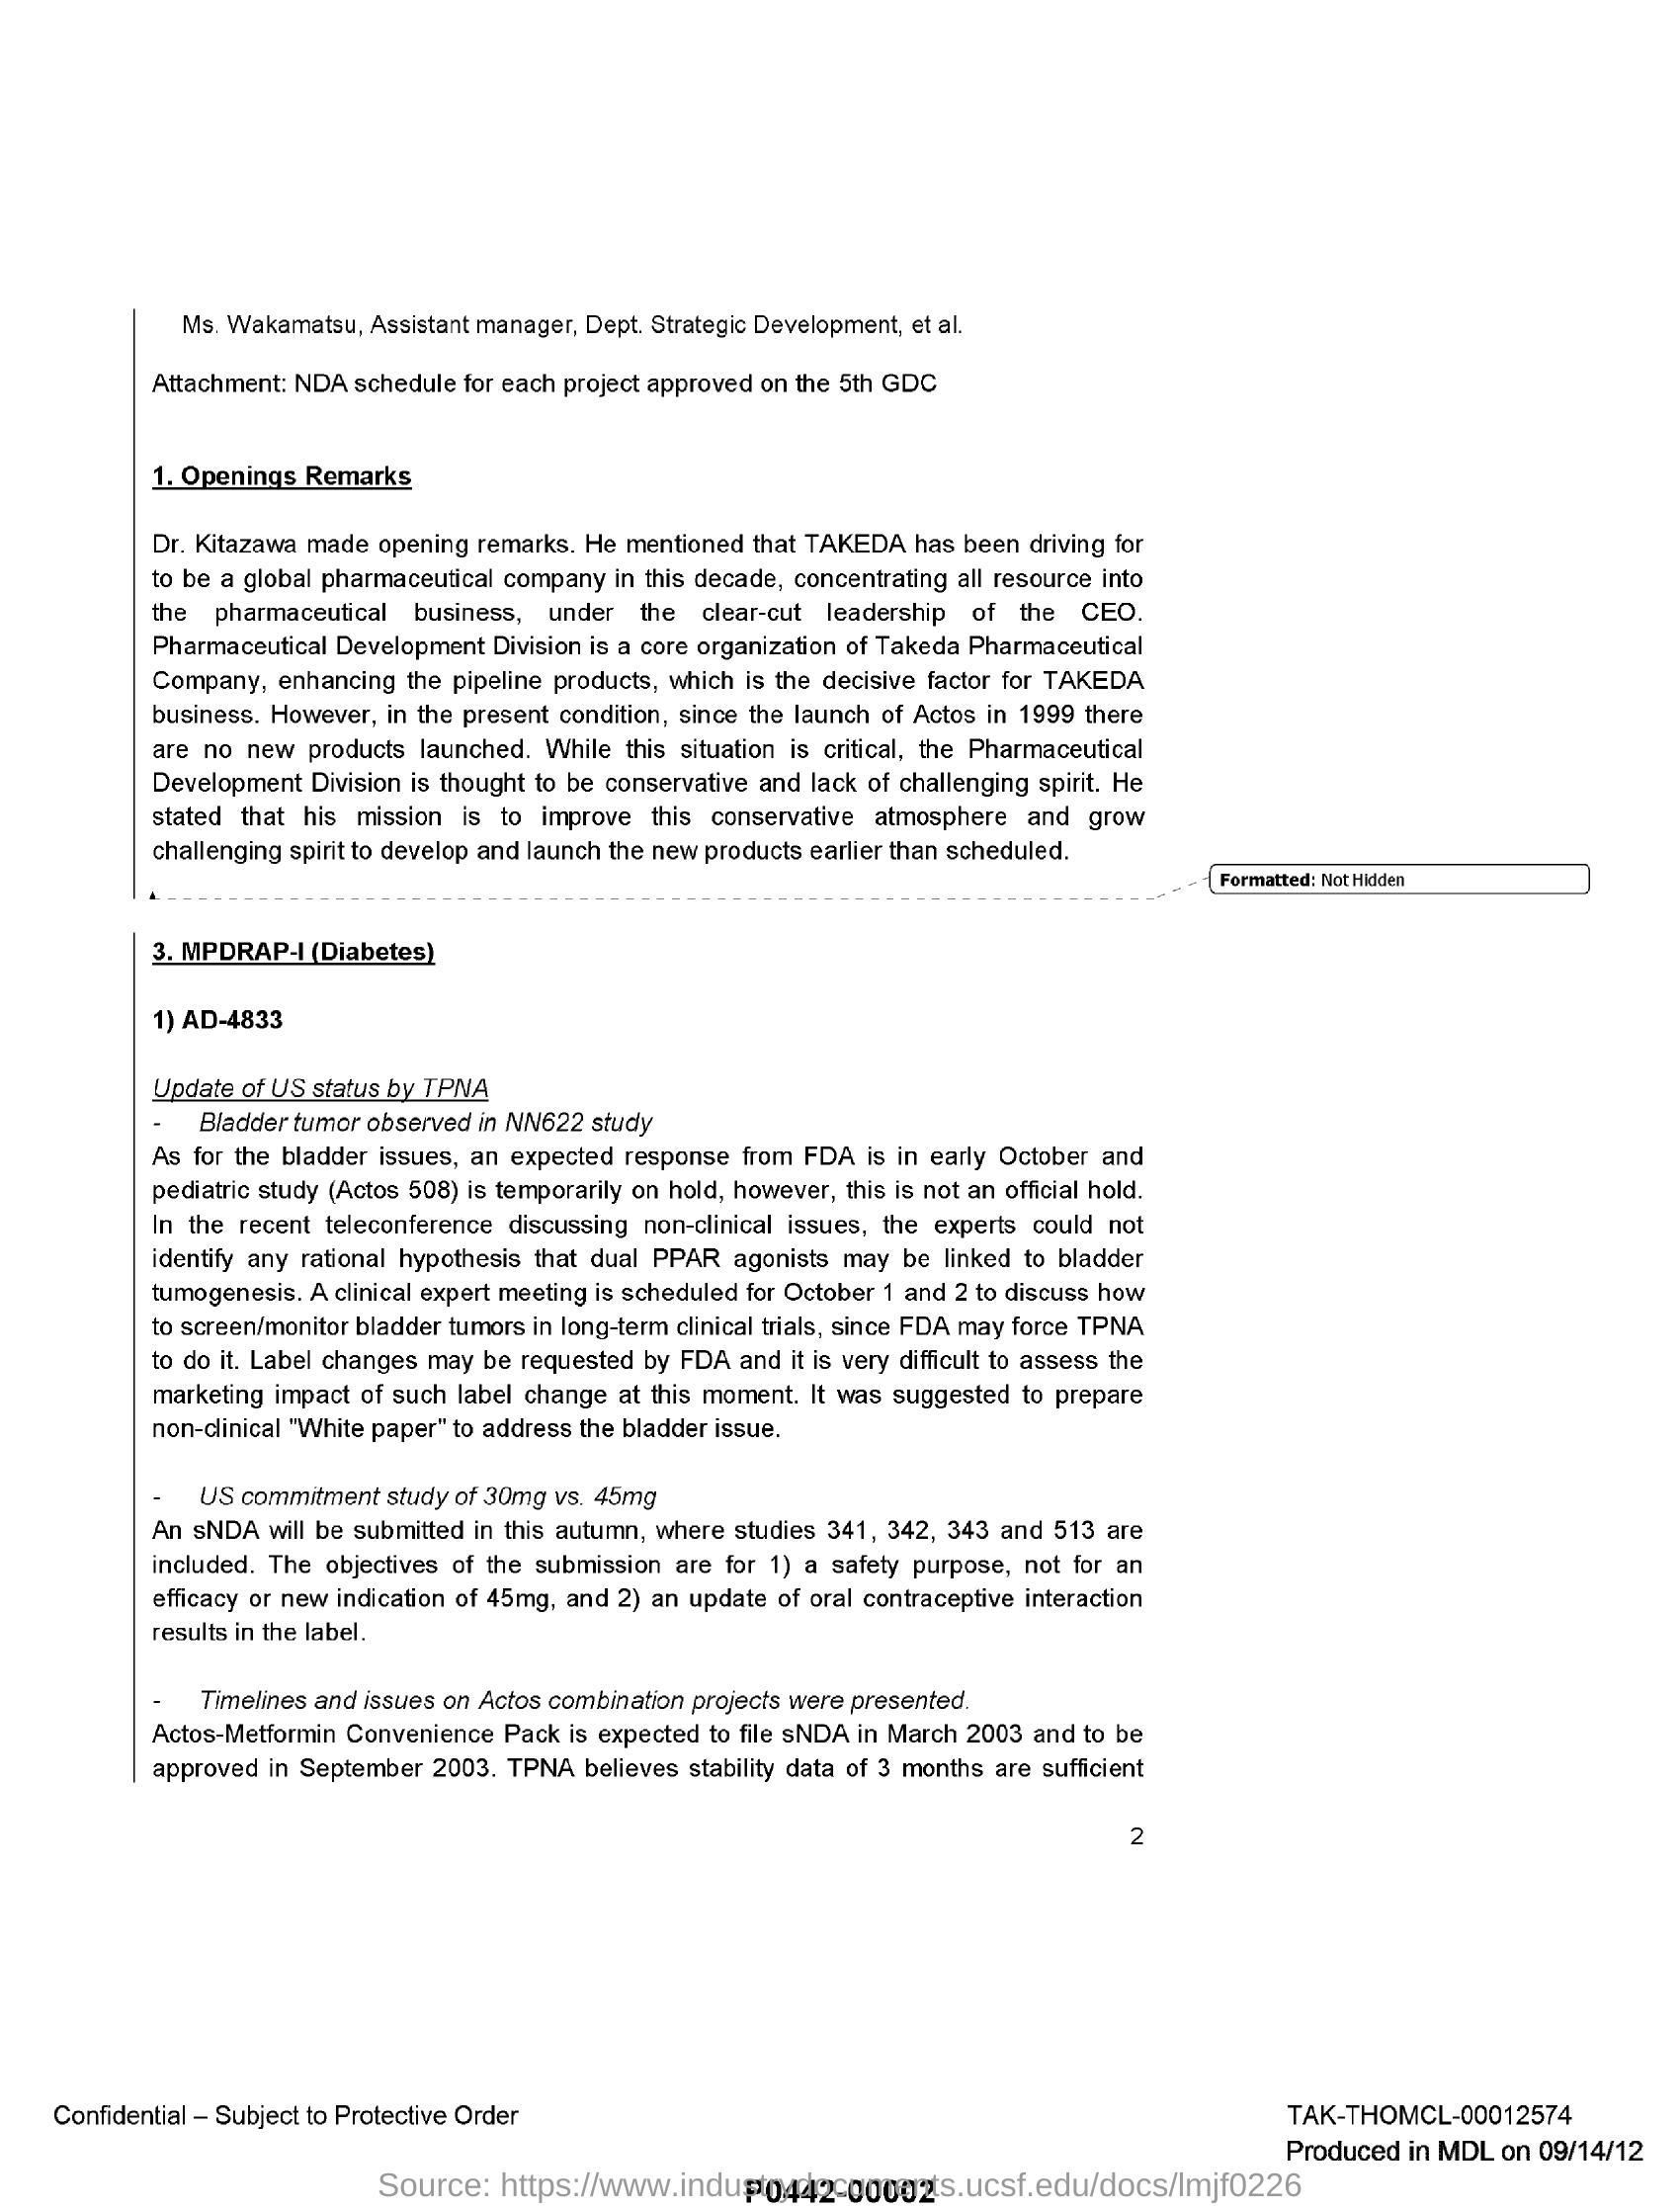 Ms. Wakamatsu, Assistant manager, Dept. Strategic Development, et al.
Attachment: NDA schedule for each project approved on the 5th GDC
1. Openings Remarks
Dr. Kitazawa made opening remarks. He mentioned that TAKEDA has been driving for
to be a global pharmaceutical company in this decade, concentrating all resource into
the pharmaceutical business, under the clear-cut leadership of the CEO.
Pharmaceutical Development Division is a core organization of Takeda Pharmaceutical
Company, enhancing the pipeline products, which is the decisive factor for TAKEDA
business. However, in the present condition, since the launch of Actos in 1999 there
are no new products launched. While this situation is critical, the Pharmaceutical
Development Division is thought to be conservative and lack of challenging spirit. He
stated that his mission is to improve this conservative atmosphere and grow
challenging spirit to develop and launch the new products earlier than scheduled.
Formatted: Not Hidden
3. MPDRAP-I (Diabetes)
1) AD-4833
Update of US status by TPNA
- Bladder tumor observed in NN622 study
As for the bladder issues, an expected response from FDA is in early October and
pediatric study (Actos 508) is temporarily on hold, however, this is not an official hold.
In the recent teleconference discussing non-clinical issues, the experts could not
identify any rational hypothesis that dual PPAR agonists may be linked to bladder
tumogenesis. A clinical expert meeting is scheduled for October 1 and 2 to discuss how
to screen/monitor bladder tumors in long-term clinical trials, since FDA may force TPNA
to do it. Label changes may be requested by FDA and it is very difficult to assess the
marketing impact of such label change at this moment. It was suggested to prepare
non-clinical "White paper" to address the bladder issue.
- US commitment study of 30mg vs. 45mg
An sNDA will be submitted in this autumn, where studies 341, 342, 343 and 513 are
included. The objectives of the submission are for 1) a safety purpose, not for an
efficacy or new indication of 45mg, and 2) an update of oral contraceptive interaction
results in the label.
- Timelines and issues on Actos combination projects were presented.
Actos-Metformin Convenience Pack is expected to file sNDA in March 2003 and to be
approved in September 2003. TPNA believes stability data of 3 months are sufficient
2
Confidential – Subject to Protective Order
TAK-THOMCL-00012574
Produced in MDL on 09/14/12
Source: https://www.industrydocuments.ucsf.edu/docs/lmjf0226
P0442-00002